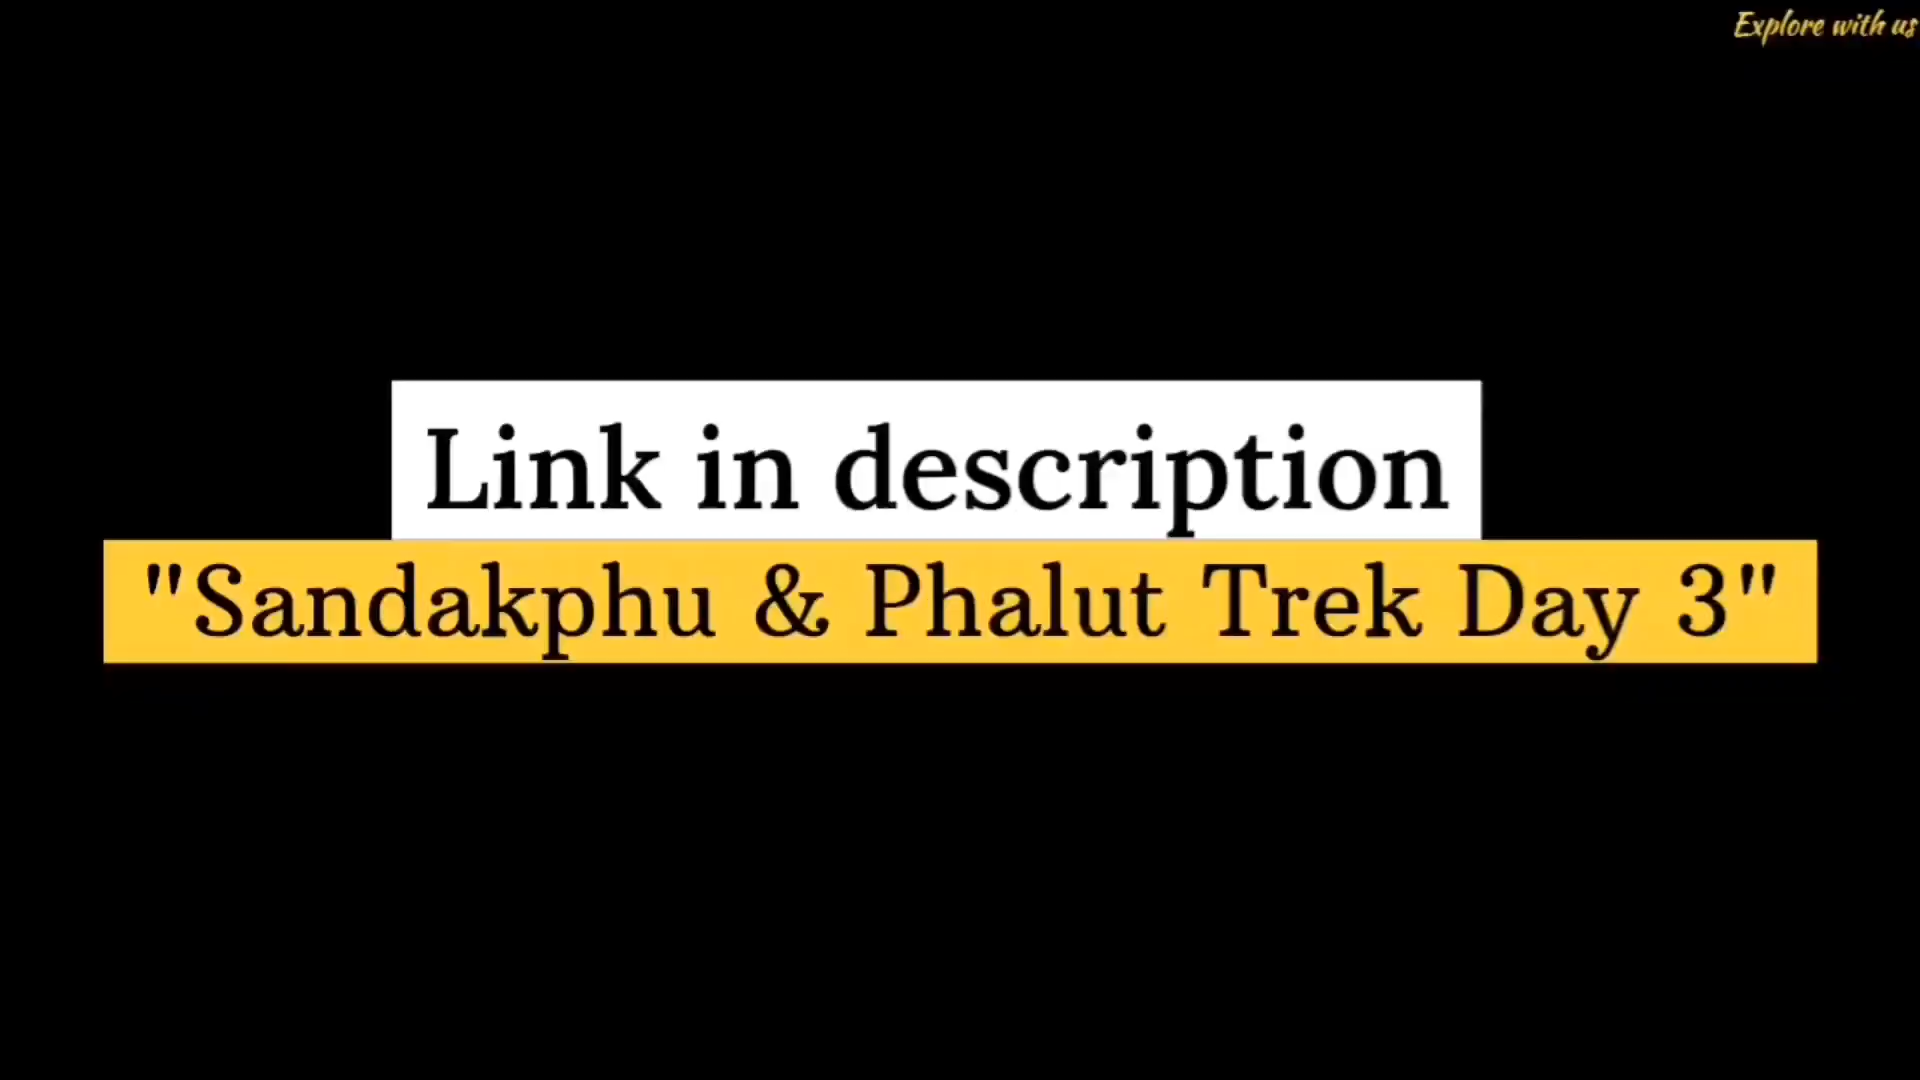 Explore with us
Link in description
"Sandakphu & Phalut Trek Day 3"